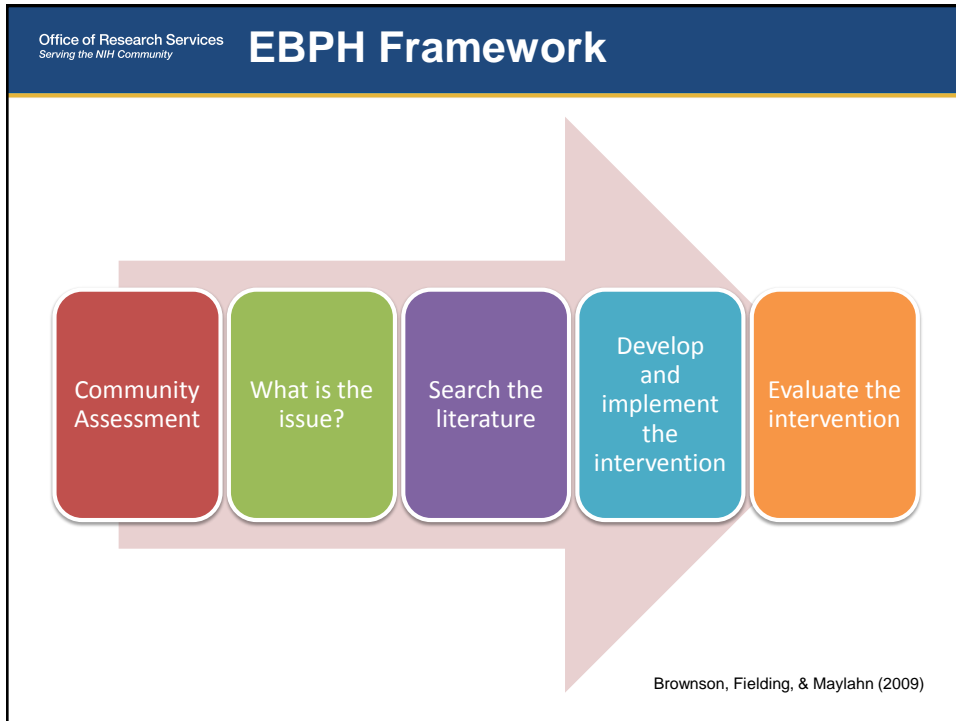 Office of Research Services
Serving the NIH Community
EBPH Framework
Community
Assessment
What is the
issue?
Search the
literature
Develop
and
implement
the
intervention
Evaluate the
intervention
Brownson, Fielding, & Maylahn (2009)